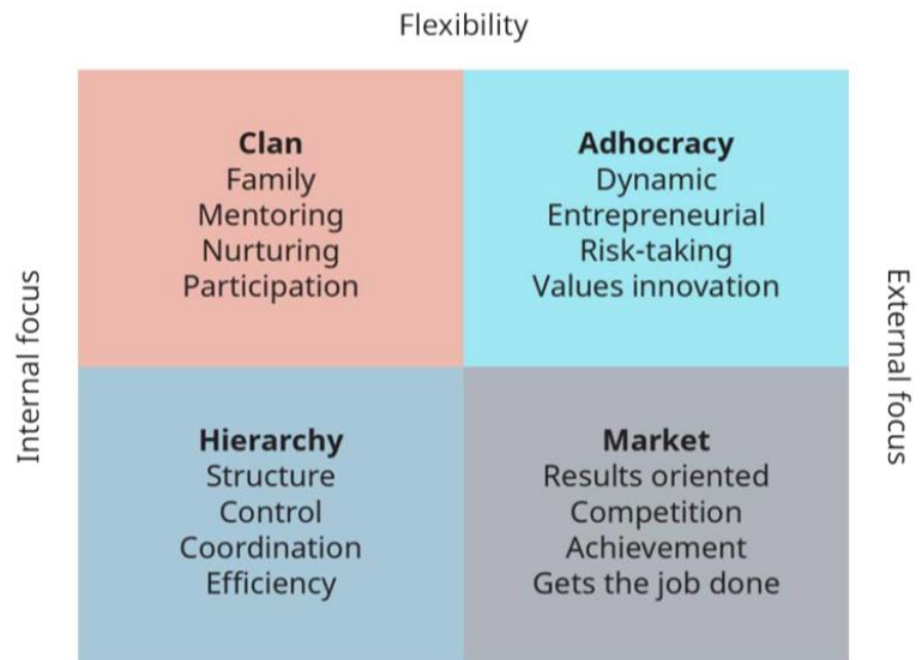 Flexibility
Clan
Family
Mentoring
Nurturing
Participation
Adhocracy
Dynamic
Entrepreneurial
Risk-taking
Values innovation
Internal focus
External focus
Hierarchy
Structure
Control
Coordination
Efficiency
Market
Results oriented
Competition
Achievement
Gets the job done